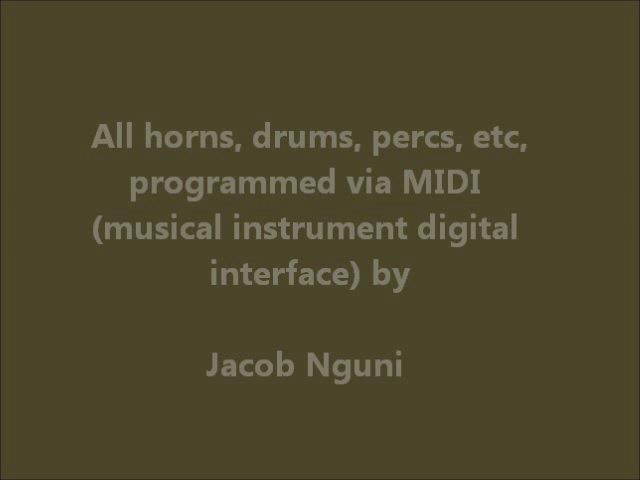 All horns, drums, percs, etc,
programmed via MIDI
(musical instrument digital
interface) by
Jacob Nguni